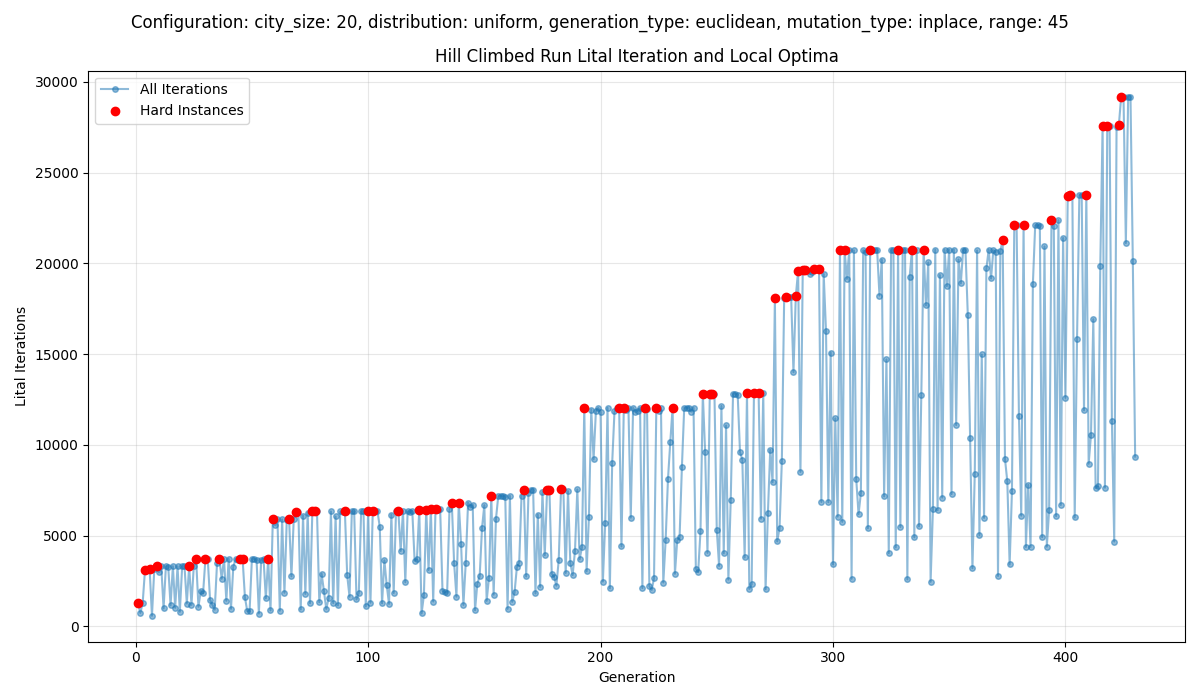 Configuration: city_size: 20, distribution: uniform, generation_type: euclidean, mutation_type: inplace, range: 45
Hill Climbed Run Lital Iteration and Local Optima
All Iterations
Hard Instances
Lital Iterations
30000
25000
20000
15000
10000
5000
0
0
100
200
300
400
Generation